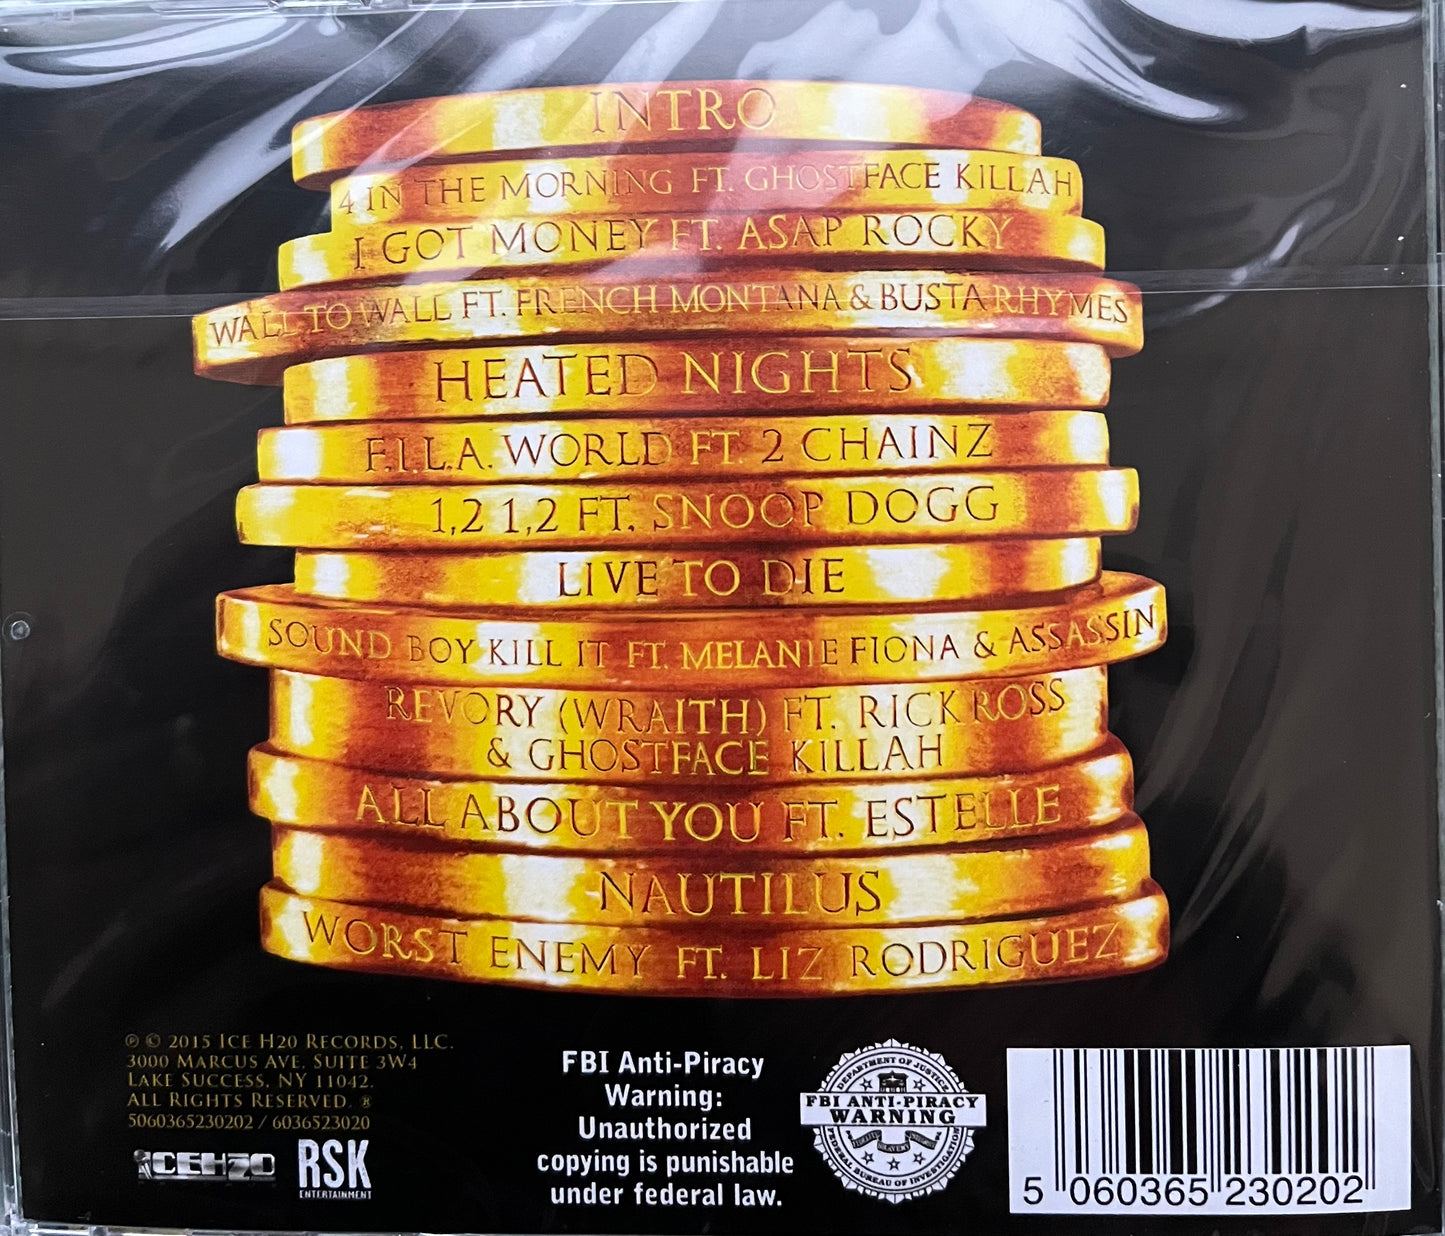 INTRO
4 IN THE MORNING FT. GHOSTFACE KILLAH
I GOT MONEY FT. ASAP ROCKY
WALL TO WALL FT. FRENCH MONTANA & BUSTA RHYMES
HEATED NIGHTS
F.I.L.A. WORLD FT. 2 CHAINZ
1,2 1,2 FT. SNOOP DOGG
LIVE TO DIE
SOUND BOY KILL IT FT. MELANIE FIONA & ASSASSIN
REVORY (WRAITH) FT. RICK ROSS
& GHOSTFACE KILLAH
ALL ABOUT YOU FT. ESTELLE
NAUTILUS
WORST ENEMY FT. LIZ RODRIGUEZ
℗ © 2015 ICE H20 RECORDS, LLC.
3000 MARCUS AVE, SUITE 3W4
LAKE SUCCESS, NY 11042.
ALL RIGHTS RESERVED. ®
5060365230202 / 6036523020
ICEH2O
RSK
ENTERTAINMENT
FBI Anti-Piracy
Warning:
Unauthorized
copying is punishable
under federal law.
DEPARTMENT OF JUSTICE
FBI ANTI-PIRACY
WARNING
FIDELITY BRAVERY INTEGRITY
FEDERAL BUREAU OF INVESTIGATION
5 060365 230202